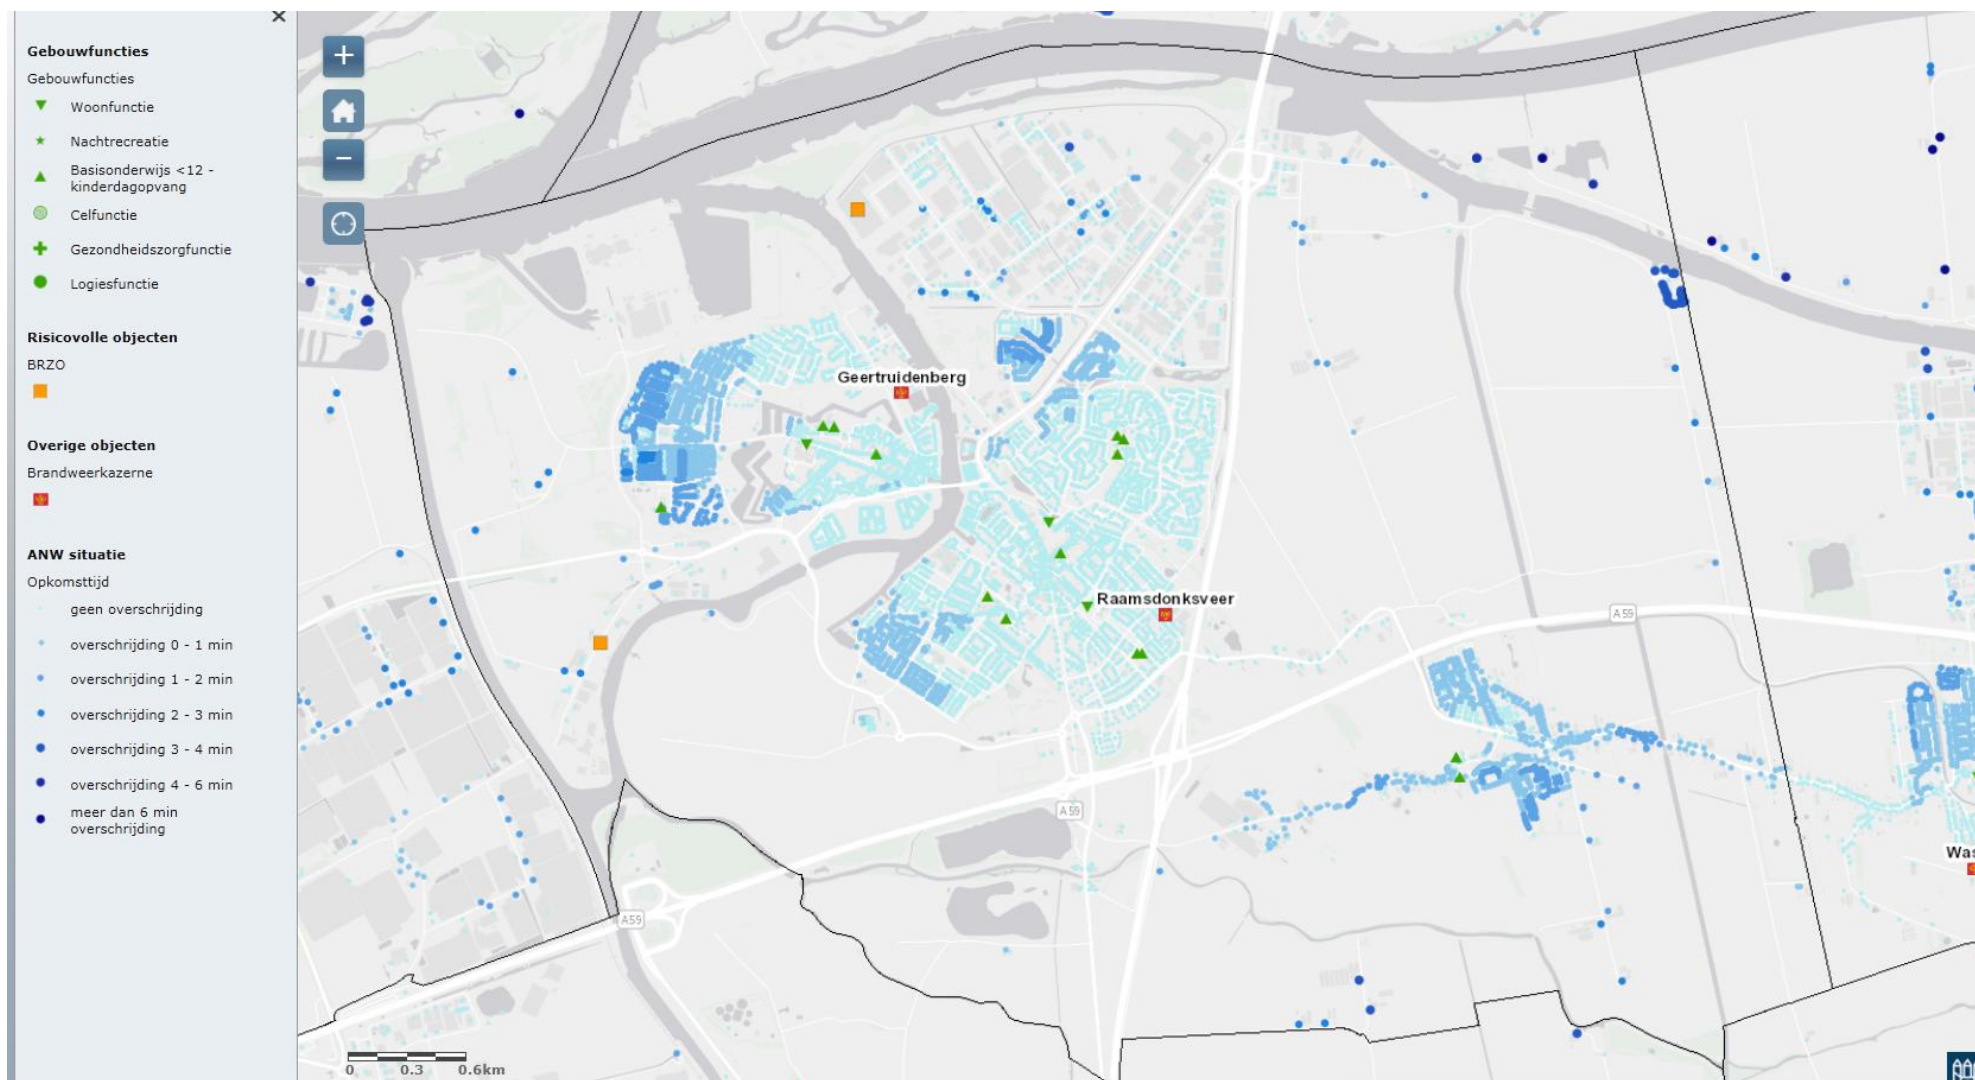 ×
Gebouwfuncties
Gebouwfuncties
Woonfunctie
Nachtrecreatie
Basisonderwijs <12 -
kinderdagopvang
Celfunctie
Gezondheidszorgfunctie
Logiesfunctie
Risicovolle objecten
BRZO
Overige objecten
Brandweerkazerne
ANW situatie
Opkomsttijd
geen overschrijding
overschrijding 0 - 1 min
overschrijding 1 - 2 min
overschrijding 2 - 3 min
overschrijding 3 - 4 min
overschrijding 4 - 6 min
meer dan 6 min
overschrijding
+
−
Geertruidenberg
Raamsdonksveer
A59
A59
Was
A59
0 0.3 0.6km